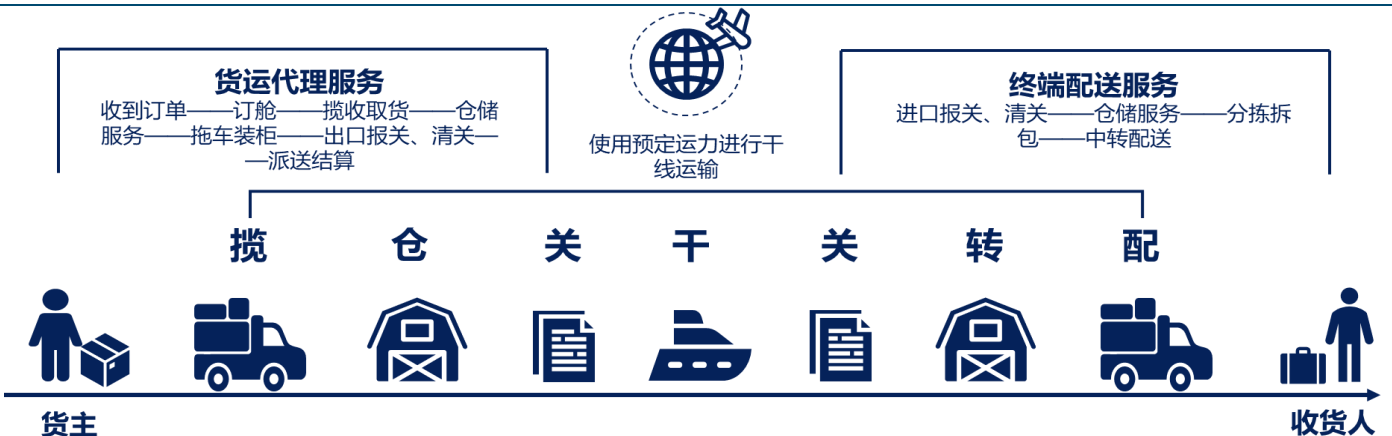 货运代理服务
收到订单——订舱——揽收取货——仓储
服务——拖车装柜——出口报关、清关—
—派送结算
使用预定运力进行干
线运输
终端配送服务
进口报关、清关——仓储服务——分拣拆
包——中转配送
揽 仓 关 干 关 转 配
货主
收货人